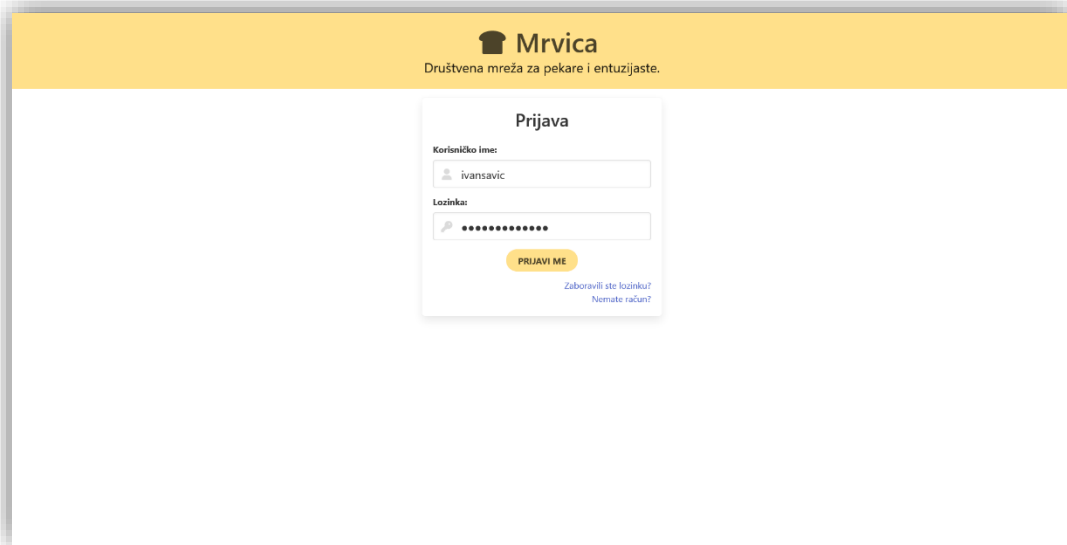 Mrvica
Društvena mreža za pekare i entuzijaste.
Prijava
Korisničko ime:
ivansavic
Lozinka:
•••••••••••••
PRIJAVI ME
Zaboravili ste lozinku?
Nemate račun?